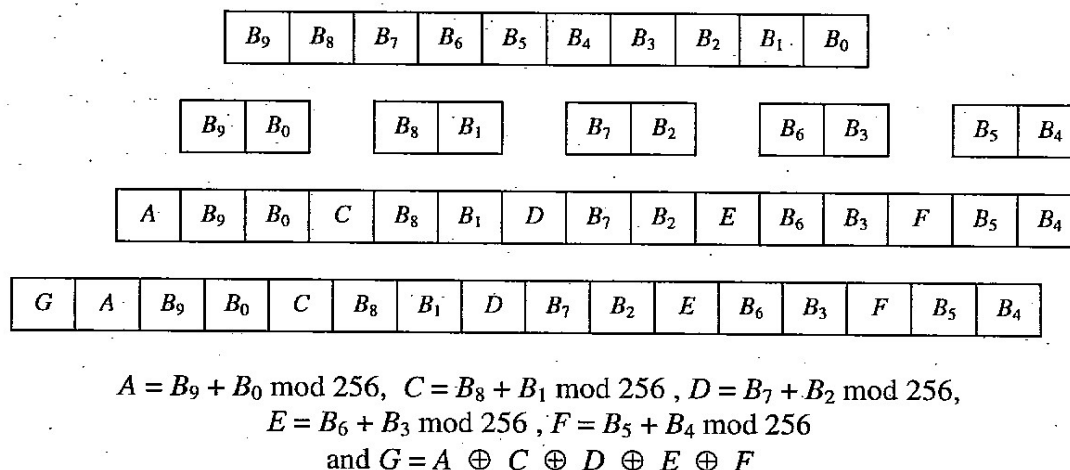 B₉ B₈ B₇ B₆ B₅ B₄ B₃ B₂ B₁ B₀
B₉ B₀ B₈ B₁ B₇ B₂ B₆ B₃ B₅ B₄
A B₉ B₀ C B₈ B₁ D B₇ B₂ E B₆ B₃ F B₅ B₄
G A B₉ B₀ C B₈ B₁ D B₇ B₂ E B₆ B₃ F B₅ B₄
A = B₉ + B₀ mod 256, C = B₈ + B₁ mod 256 , D = B₇ + B₂ mod 256,
E = B₆ + B₃ mod 256 , F = B₅ + B₄ mod 256
and G = A ⊕ C ⊕ D ⊕ E ⊕ F